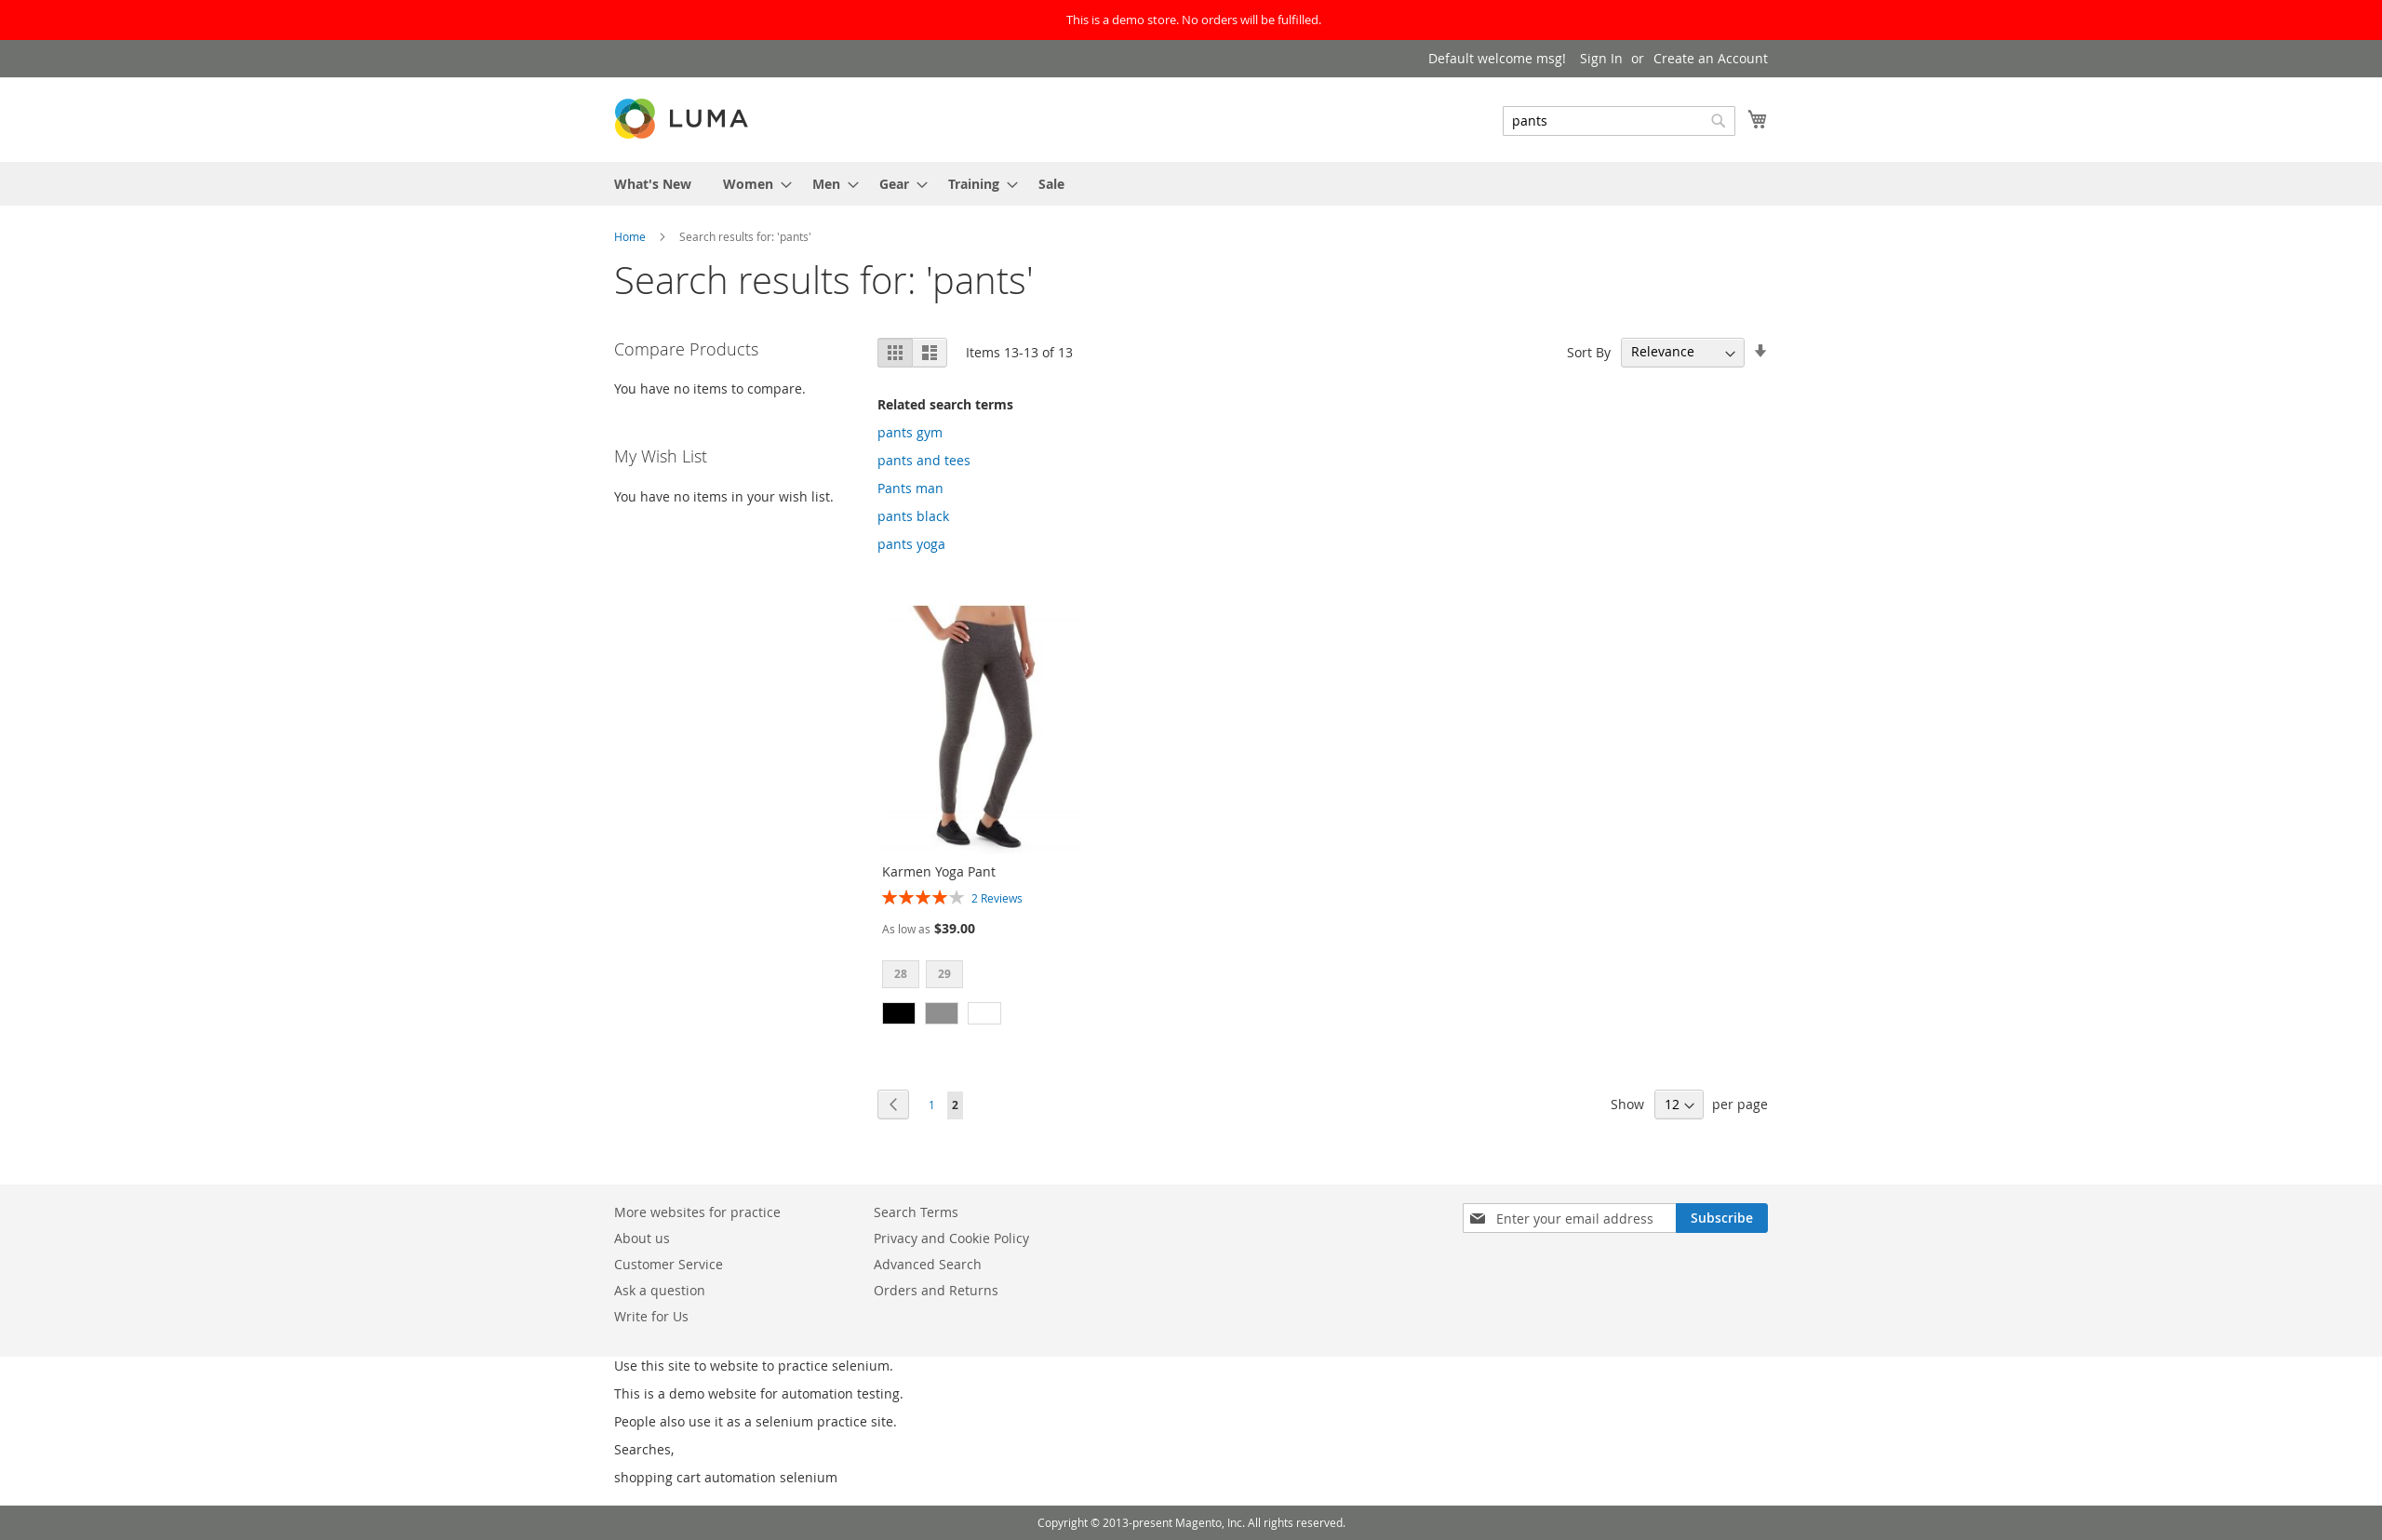 This is a demo store. No orders will be fulfilled.
Default welcome msg! Sign In or Create an Account
LUMA
pants
What's New Women Men Gear Training Sale
Home Search results for: 'pants'
Search results for: 'pants'
Compare Products
You have no items to compare.
My Wish List
You have no items in your wish list.
Items 13-13 of 13
Sort By Relevance
Related search terms
pants gym
pants and tees
Pants man
pants black
pants yoga
Karmen Yoga Pant
2 Reviews
As low as $39.00
28 29
1 2
Show 12 per page
More websites for practice
About us
Customer Service
Ask a question
Write for Us
Search Terms
Privacy and Cookie Policy
Advanced Search
Orders and Returns
Enter your email address Subscribe
Use this site to website to practice selenium.
This is a demo website for automation testing.
People also use it as a selenium practice site.
Searches,
shopping cart automation selenium
Copyright © 2013-present Magento, Inc. All rights reserved.